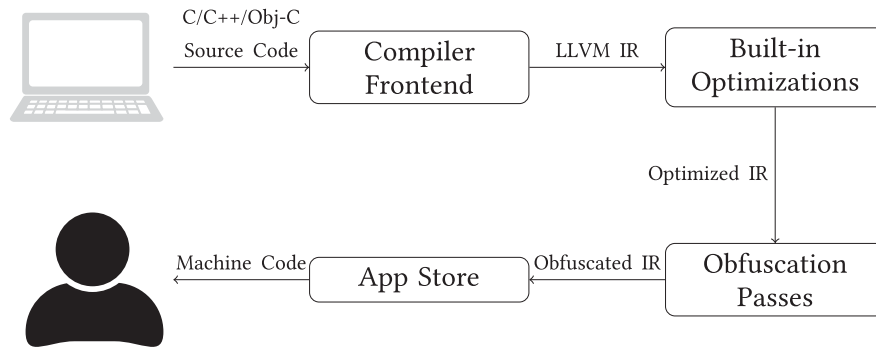 C/C++/Obj-C
Source Code
Compiler
Frontend
LLVM IR
Built-in
Optimizations
Optimized IR
Machine Code
App Store
Obfuscated IR
Obfuscation
Passes